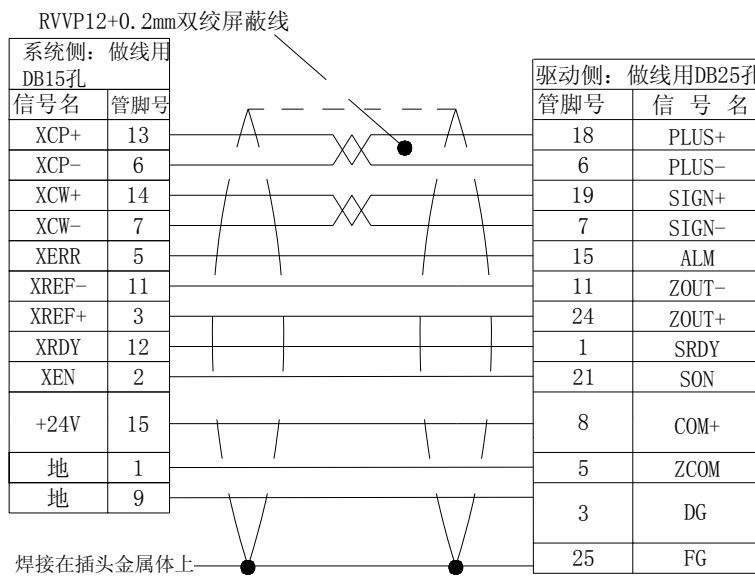 RVVP12+0.2mm双绞屏蔽线
系统侧：做线用
DB15孔
信号名 管脚号
XCP+ 13
XCP- 6
XCW+ 14
XCW- 7
XERR 5
XREF- 11
XREF+ 3
XRDY 12
XEN 2
+24V 15
地 1
地 9
驱动侧：做线用DB25孔
管脚号 信 号 名
18 PLUS+
6 PLUS-
19 SIGN+
7 SIGN-
15 ALM
11 ZOUT-
24 ZOUT+
1 SRDY
21 SON
8 COM+
5 ZCOM
3 DG
25 FG
焊接在插头金属体上